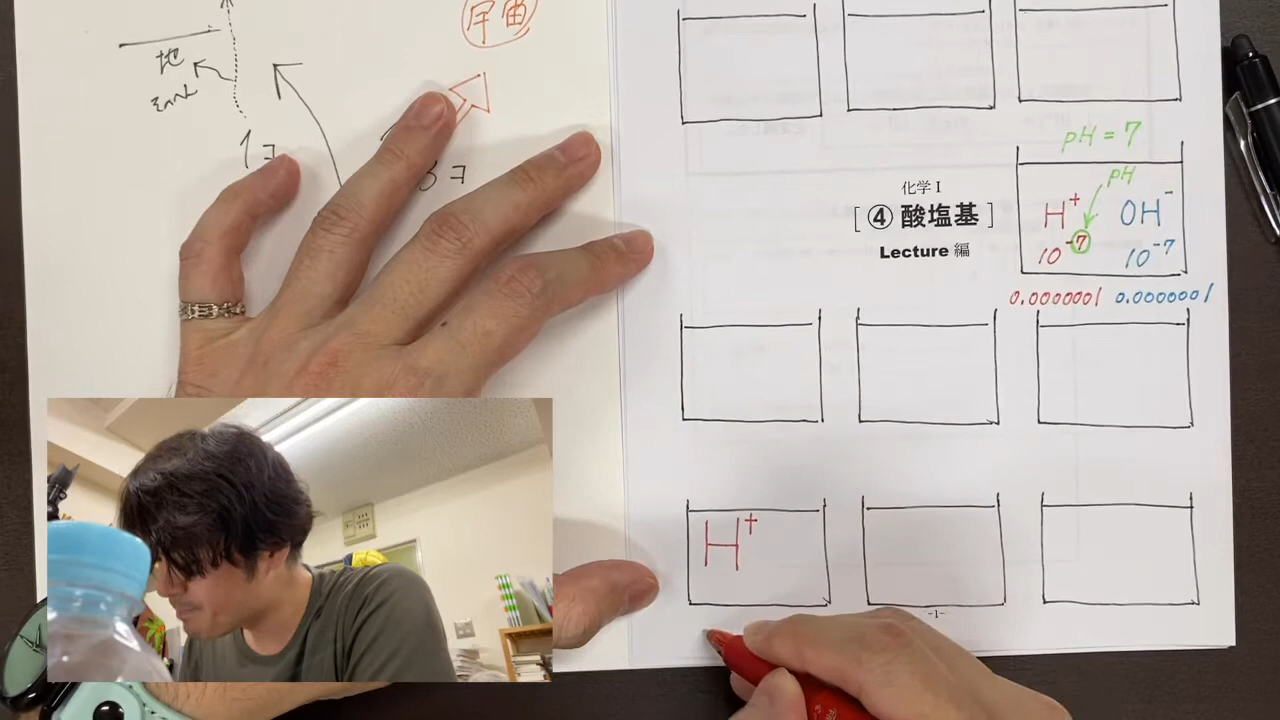 宇宙
地
1ヨ
3ヨ
pH = 7
pH
H⁺ OH⁻
10⁻⁷ 10⁻⁷
0.0000001 0.0000001
化学Ⅰ
[ ④ 酸塩基 ]
Lecture 編
H⁺
-1-